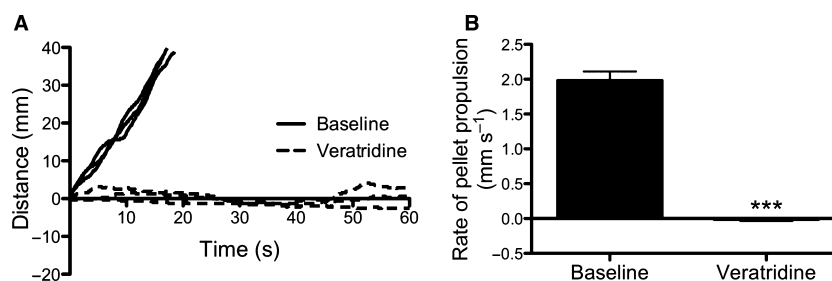 A
Distance (mm)
40
30
20
10
0
−10
−20
10 20 30 40 50 60
Time (s)
Baseline
Veratridine
B
Rate of pellet propulsion
(mm s−1)
2.5
2.0
1.5
1.0
0.5
0.0
−0.5
***
Baseline Veratridine